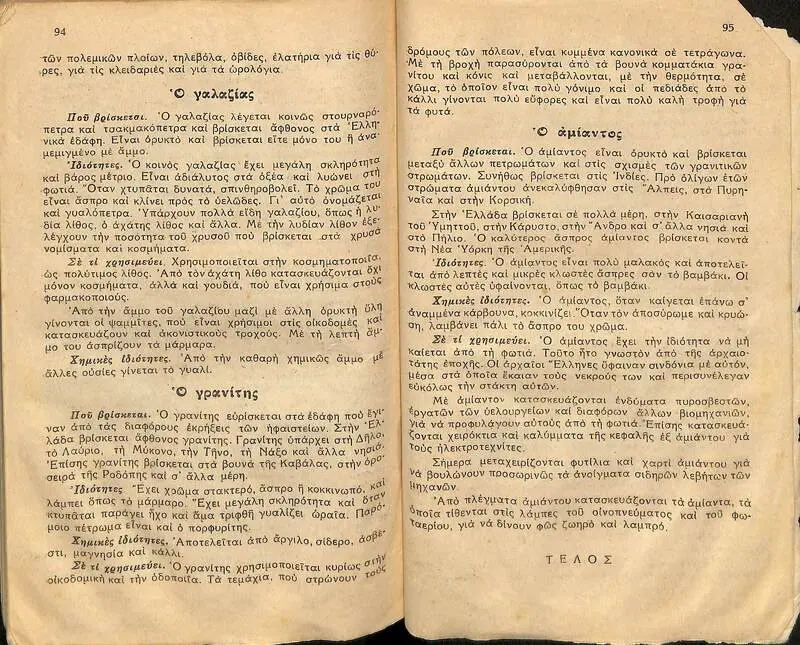 94
τῶν πολεμικῶν πλοίων, τηλεβόλα, ὀβίδες, ἐλατήρια γιὰ τὶς θύ-
ρες, γιὰ τὶς κλειδαριὲς καὶ γιὰ τὰ ὡρολόγια.
Ὁ γαλαζίας
Ποῦ βρίσκεται. Ὁ γαλαζίας λέγεται κοινῶς στουρναρό-
πετρα καὶ τσακμακόπετρα καὶ βρίσκεται ἄφθονος στὰ Ἑλλη-
νικὰ ἐδάφη. Εἶναι ὀρυκτὸ καὶ βρίσκεται εἴτε μόνο του ἢ ἀνα-
μεμιγμένο μὲ ἄμμο.
Ἰδιότητες. Ὁ κοινὸς γαλαζίας ἔχει μεγάλη σκληρότητα
καὶ βάρος μέτριο. Εἶναι ἀδιάλυτος στὰ ὀξέα καὶ λυώνει στὴ
φωτιά. Ὅταν χτυπᾶται δυνατά, σπινθηροβολεῖ. Τὸ χρῶμα του
εἶναι ἄσπρο καὶ κλίνει πρὸς τὸ ὑελῶδες. Γι' αὐτὸ ὀνομάζεται
καὶ γυαλόπετρα. Ὑπάρχουν πολλὰ εἴδη γαλαζίου, ὅπως ἡ λυ-
δία λίθος, ὁ ἀχάτης λίθος καὶ ἄλλα. Μὲ τὴν λυδίαν λίθον ἐξε-
λέγχουν τὴν ποσότητα τοῦ χρυσοῦ ποὺ βρίσκεται στὰ χρυσᾶ
νομίσματα καὶ κοσμήματα.
Σὲ τί χρησιμεύει. Χρησιμοποιεῖται στὴν κοσμηματοποιΐα,
ὡς πολύτιμος λίθος. Ἀπὸ τὸν ἀχάτη λίθο κατασκευάζονται ὄχι
μόνον κοσμήματα, ἀλλὰ καὶ γουδιά, ποὺ εἶναι χρήσιμα στοὺς
φαρμακοποιούς.
Ἀπὸ τὴν ἄμμο τοῦ γαλαζίου μαζὶ μὲ ἄλλη ὀρυκτὴ ὕλη
γίνονται οἱ ψαμμίτες, ποὺ εἶναι χρήσιμοι στὶς οἰκοδομὲς καὶ
κατασκευάζουν καὶ ἀκονιστικοὺς τροχούς. Μὲ τὴ λεπτὴ ἄμ-
μο του ἀσπρίζουν τὰ μάρμαρα.
Χημικὲς ἰδιότητες. Ἀπὸ τὴν καθαρὴ χημικῶς ἄμμο μὲ
ἄλλες οὐσίες γίνεται τὸ γυαλί.
Ὁ γρανίτης
Ποῦ βρίσκεται. Ὁ γρανίτης εὑρίσκεται στὰ ἐδάφη ποὺ ἔγι-
ναν ἀπὸ τὰς διαφόρους ἐκρήξεις τῶν ἡφαιστείων. Στὴν Ἑλ-
λάδα βρίσκεται ἄφθονος γρανίτης. Γρανίτης ὑπάρχει στὴ Δῆλο,
τὸ Λαύριο, τὴ Μύκονο, τὴν Τῆνο, τὴ Νάξο καὶ ἄλλα νησιά.
Ἐπίσης γρανίτης βρίσκεται στὰ βουνὰ τῆς Καβάλας, στὴν ὀρο-
σειρὰ τῆς Ροδόπης καὶ σ' ἄλλα μέρη.
Ἰδιότητες Ἔχει χρῶμα στακτερό, ἄσπρο ἢ κοκκινωπό, καὶ
λάμπει ὅπως τὸ μάρμαρο. Ἔχει μεγάλη σκληρότητα καὶ ὅταν
κτυπᾶται παράγει ἦχο καὶ ἅμα τριφθῆ γυαλίζει ὡραῖα. Παρό-
μοιο πέτρωμα εἶναι καὶ ὁ πορφυρίτης.
Χημικὲς ἰδιότητες. Ἀποτελεῖται ἀπὸ ἄργιλο, σίδερο, ἀσβέ-
στι, μαγνησία καὶ κάλλι.
Σὲ τί χρησιμεύει. Ὁ γρανίτης χρησιμοποιεῖται κυρίως στὴν
οἰκοδομικὴ καὶ τὴν ὁδοποιΐα. Τὰ τεμάχια, ποὺ στρώνουν τοὺς
95
δρόμους τῶν πόλεων, εἶναι κυμμένα κανονικὰ σὲ τετράγωνα.
Μὲ τὴ βροχὴ παρασύρονται ἀπὸ τὰ βουνὰ κομματάκια γρα-
νίτου καὶ κόνις καὶ μεταβάλλονται, μὲ τὴν θερμότητα, σὲ
χῶμα, τὸ ὁποῖον εἶναι πολὺ γόνιμο καὶ οἱ πεδιάδες ἀπὸ τὸ
κάλλι γίνονται πολὺ εὔφορες καὶ εἶναι πολὺ καλὴ τροφὴ γιὰ
τὰ φυτά.
Ὁ ἀμίαντος
Ποῦ βρίσκεται. Ὁ ἀμίαντος εἶναι ὀρυκτὸ καὶ βρίσκεται
μεταξὺ ἄλλων πετρωμάτων καὶ στὶς σχισμὲς τῶν γρανιτικῶν
στρωμάτων. Συνήθως βρίσκεται στὶς Ἰνδίες. Πρὸ ὀλίγων ἐτῶν
στρώματα ἀμιάντου ἀνεκαλύφθησαν στὶς Ἄλπεις, στὰ Πυρη-
ναῖα καὶ στὴν Κορσική.
Στὴν Ἑλλάδα βρίσκεται σὲ πολλὰ μέρη, στὴν Καισαριανὴ
τοῦ Ὑμηττοῦ, στὴν Κάρυστο, στὴν Ἄνδρο καὶ σ' ἄλλα νησιὰ καὶ
στὸ Πήλιο. Ὁ καλύτερος ἄσπρος ἀμίαντος βρίσκεται κοντὰ
στὴ Νέα Ὑόρκη τῆς Ἀμερικῆς.
Ἰδιότητες. Ὁ ἀμίαντος εἶναι πολὺ μαλακὸς καὶ ἀποτελεῖ-
ται ἀπὸ λεπτὲς καὶ μικρὲς κλωστὲς ἄσπρες σὰν τὸ βαμβάκι. Οἱ
κλωστὲς αὐτὲς ὑφαίνονται, ὅπως τὸ βαμβάκι.
Χημικὲς ἰδιότητες. Ὁ ἀμίαντος, ὅταν καίγεται ἐπάνω σ'
ἀναμμένα κάρβουνα, κοκκινίζει. Ὅταν τὸν ἀποσύρωμε καὶ κρυώ-
ση, λαμβάνει πάλι τὸ ἄσπρο του χρῶμα.
Σὲ τί χρησιμεύει. Ὁ ἀμίαντος ἔχει τὴν ἰδιότητα νὰ μὴ
καίεται ἀπὸ τὴ φωτιά. Τοῦτο ἦτο γνωστὸν ἀπὸ τῆς ἀρχαιο-
τάτης ἐποχῆς. Οἱ ἀρχαῖοι Ἕλληνες ὕφαιναν σινδόνια μὲ αὐτόν,
μέσα στὰ ὁποῖα ἔκαιαν τοὺς νεκρούς των καὶ περισυνέλεγαν
εὐκόλως τὴν στάκτη αὐτῶν.
Μὲ ἀμίαντον κατασκευάζονται ἐνδύματα πυροσβεστῶν,
ἐργατῶν τῶν ὑελουργείων καὶ διαφόρων ἄλλων βιομηχανιῶν,
γιὰ νὰ προφυλάγουν αὐτοὺς ἀπὸ τὴ φωτιά. Ἐπίσης κατασκευά-
ζονται χειρόκτια καὶ καλύμματα τῆς κεφαλῆς ἐξ ἀμιάντου γιὰ
τοὺς ἠλεκτροτεχνίτες.
Σήμερα μεταχειρίζονται φυτίλια καὶ χαρτὶ ἀμιάντου γιὰ
νὰ βουλώνουν προσωρινῶς τὰ ἀνοίγματα σιδηρῶν λεβήτων τῶν
μηχανῶν.
Ἀπὸ πλέγματα ἀμιάντου κατασκευάζονται τὰ ἀμίαντα, τὰ
ὁποῖα τίθενται στὶς λάμπες τοῦ οἰνοπνεύματος καὶ τοῦ φω-
ταερίου, γιὰ νὰ δίνουν φῶς ζωηρὸ καὶ λαμπρό.
ΤΕΛΟΣ